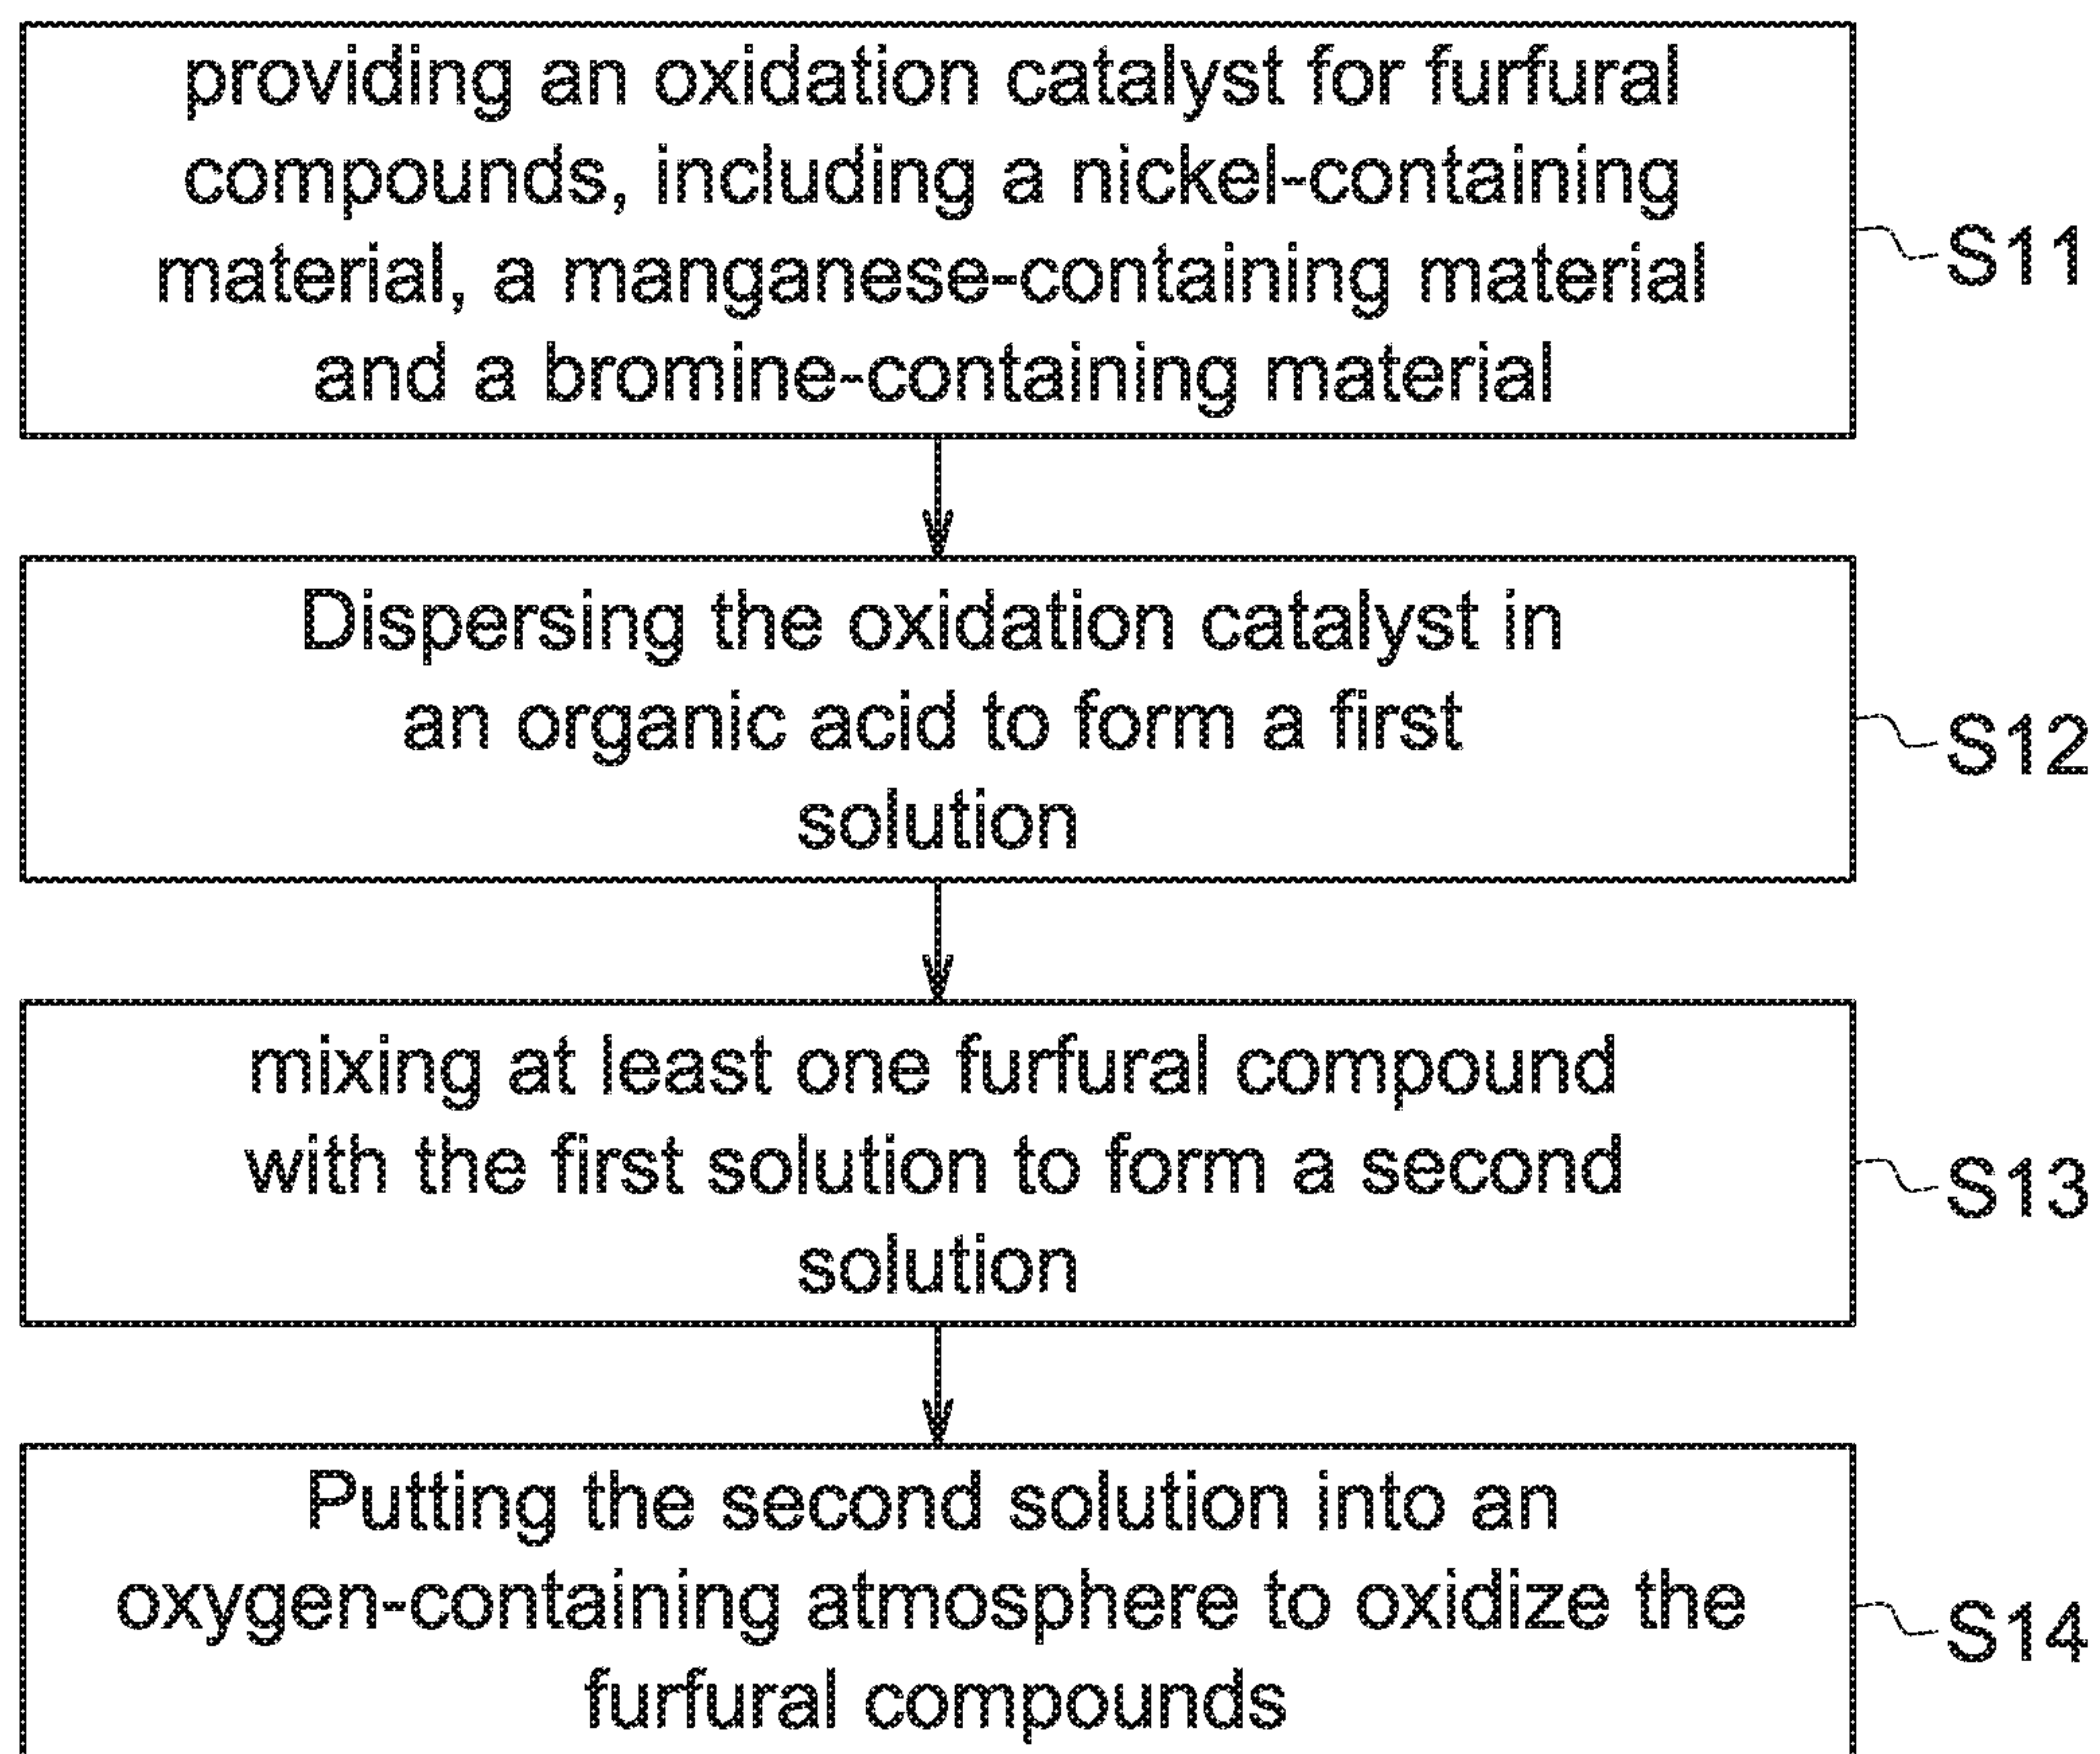 providing an oxidation catalyst for furfural
compounds, including a nickel-containing
material, a manganese-containing material
and a bromine-containing material
S11
Dispersing the oxidation catalyst in
an organic acid to form a first
solution
S12
mixing at least one furfural compound
with the first solution to form a second
solution
S13
Putting the second solution into an
oxygen-containing atmosphere to oxidize the
furfural compounds
S14